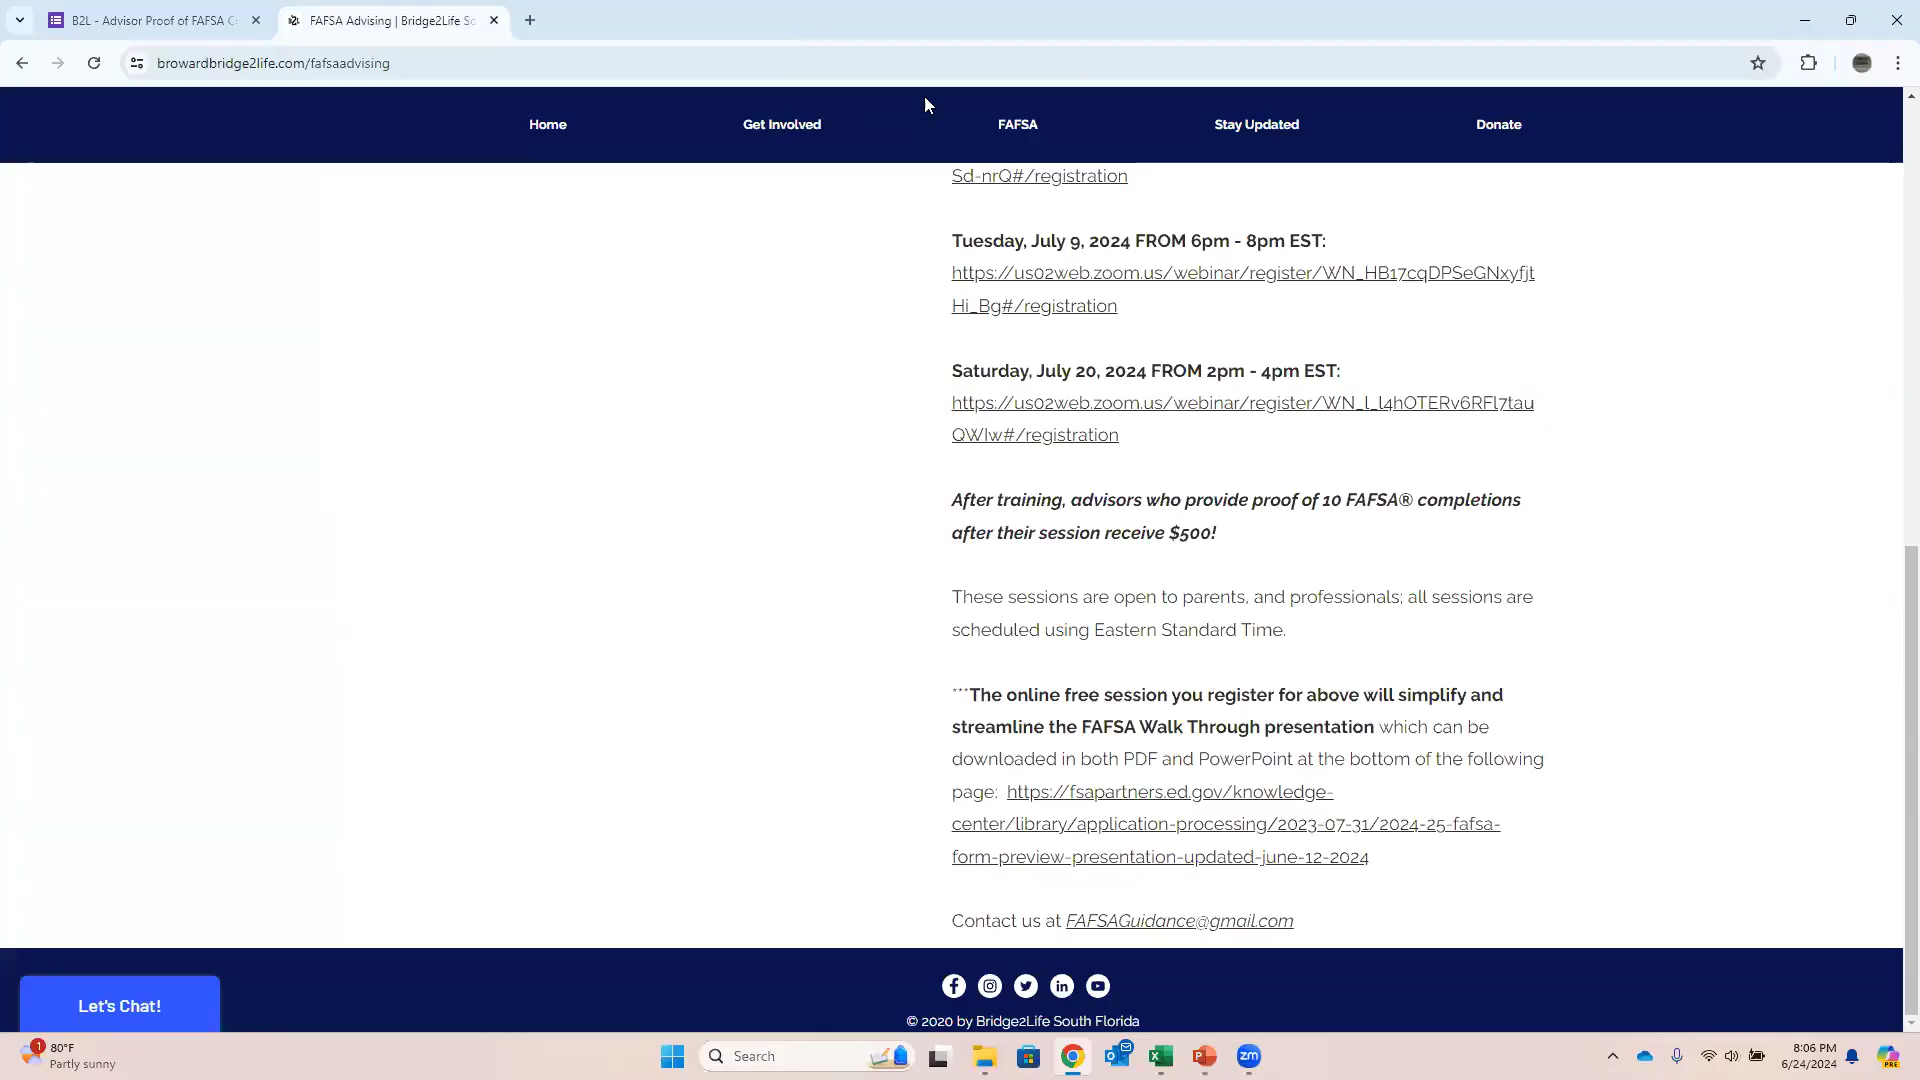 B2L - Advisor Proof of FAFSA C
FAFSA Advising | Bridge2Life So
browardbridge2life.com/fafsaadvising
Home
Get Involved
FAFSA
Stay Updated
Donate
Sd-nrQ#/registration
Tuesday, July 9, 2024 FROM 6pm - 8pm EST:
https://us02web.zoom.us/webinar/register/WN_HB17cqDPSeGNxyfjt
Hi_Bg#/registration
Saturday, July 20, 2024 FROM 2pm - 4pm EST:
https://us02web.zoom.us/webinar/register/WN_l_l4hOTERv6RFl7tau
QWIw#/registration
After training, advisors who provide proof of 10 FAFSA® completions
after their session receive $500!
These sessions are open to parents, and professionals; all sessions are
scheduled using Eastern Standard Time.
***The online free session you register for above will simplify and
streamline the FAFSA Walk Through presentation which can be
downloaded in both PDF and PowerPoint at the bottom of the following
page: https://fsapartners.ed.gov/knowledge-
center/library/application-processing/2023-07-31/2024-25-fafsa-
form-preview-presentation-updated-june-12-2024
Contact us at FAFSAGuidance@gmail.com
Let's Chat!
© 2020 by Bridge2Life South Florida
1
80°F
Partly sunny
Search
zm
8:06 PM
6/24/2024
PRE